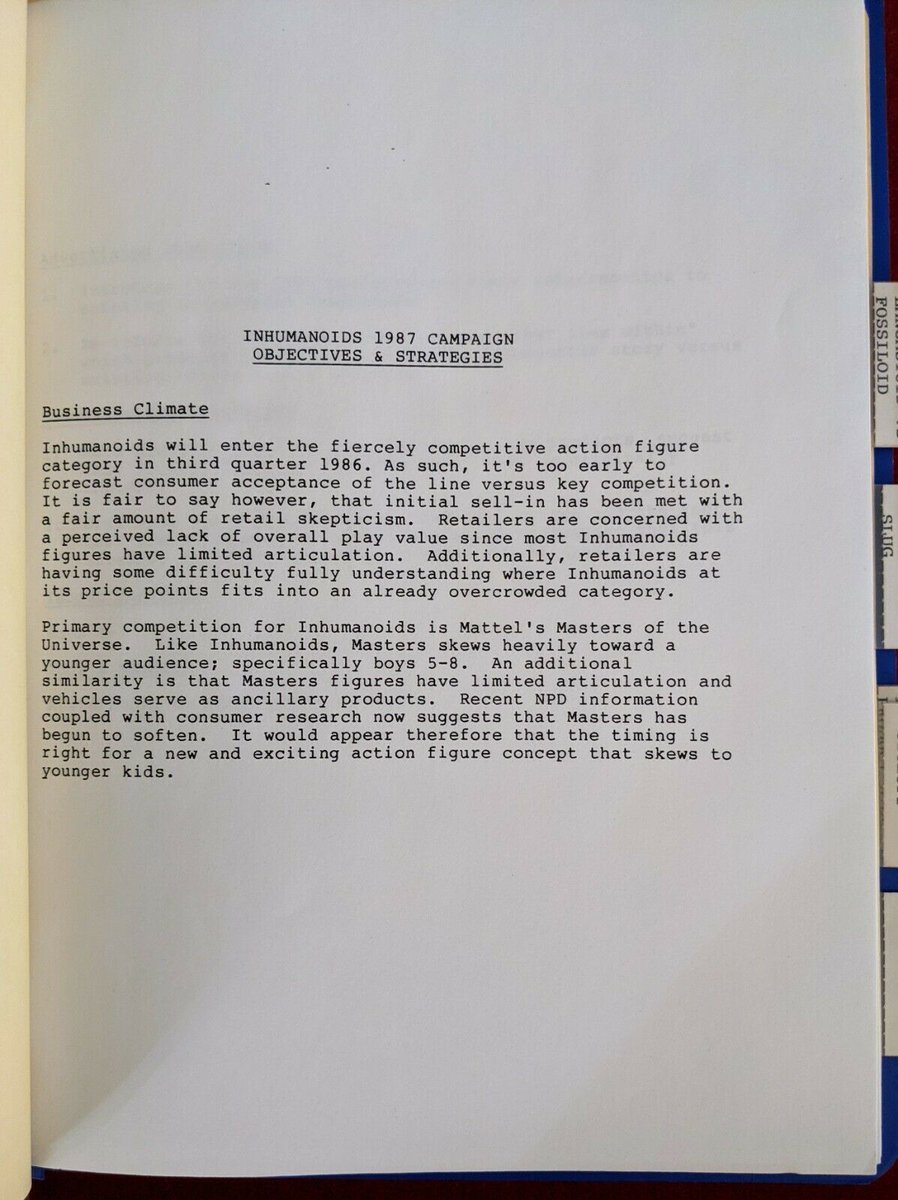 INHUMANOIDS 1987 CAMPAIGN
OBJECTIVES & STRATEGIES
Business Climate
Inhumanoids will enter the fiercely competitive action figure
category in third quarter 1986. As such, it's too early to
forecast consumer acceptance of the line versus key competition.
It is fair to say however, that initial sell-in has been met with
a fair amount of retail skepticism.  Retailers are concerned with
a perceived lack of overall play value since most Inhumanoids
figures have limited articulation.  Additionally, retailers are
having some difficulty fully understanding where Inhumanoids at
its price points fits into an already overcrowded category.
Primary competition for Inhumanoids is Mattel's Masters of the
Universe.  Like Inhumanoids, Masters skews heavily toward a
younger audience; specifically boys 5-8.  An additional
similarity is that Masters figures have limited articulation and
vehicles serve as ancillary products.  Recent NPD information
coupled with consumer research now suggests that Masters has
begun to soften.  It would appear therefore that the timing is
right for a new and exciting action figure concept that skews to
younger kids.
FOSSILOID
SLUG